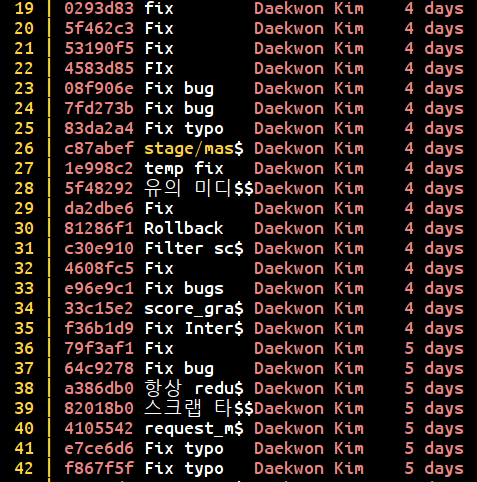 19 | 0293d83 fix Daekwon Kim 4 days
20 | 5f462c3 Fix Daekwon Kim 4 days
21 | 53190f5 Fix Daekwon Kim 4 days
22 | 4583d85 FIx Daekwon Kim 4 days
23 | 08f906e Fix bug Daekwon Kim 4 days
24 | 7fd273b Fix bug Daekwon Kim 4 days
25 | 83da2a4 Fix typo Daekwon Kim 4 days
26 | c87abef stage/mas$ Daekwon Kim 4 days
27 | 1e998c2 temp fix Daekwon Kim 4 days
28 | 5f48292 유의 미디$$Daekwon Kim 4 days
29 | da2dbe6 Fix Daekwon Kim 4 days
30 | 81286f1 Rollback Daekwon Kim 4 days
31 | c30e910 Filter sc$ Daekwon Kim 4 days
32 | 4608fc5 Fix Daekwon Kim 4 days
33 | e96e9c1 Fix bugs Daekwon Kim 4 days
34 | 33c15e2 score_gra$ Daekwon Kim 4 days
35 | f36b1d9 Fix Inter$ Daekwon Kim 4 days
36 | 79f3af1 Fix Daekwon Kim 5 days
37 | 64c9278 Fix bug Daekwon Kim 5 days
38 | a386db0 항상 redu$ Daekwon Kim 5 days
39 | 82018b0 스크랩 타$$Daekwon Kim 5 days
40 | 4105542 request_m$ Daekwon Kim 5 days
41 | e7ce6d6 Fix typo Daekwon Kim 5 days
42 | f867f5f Fix typo Daekwon Kim 5 days